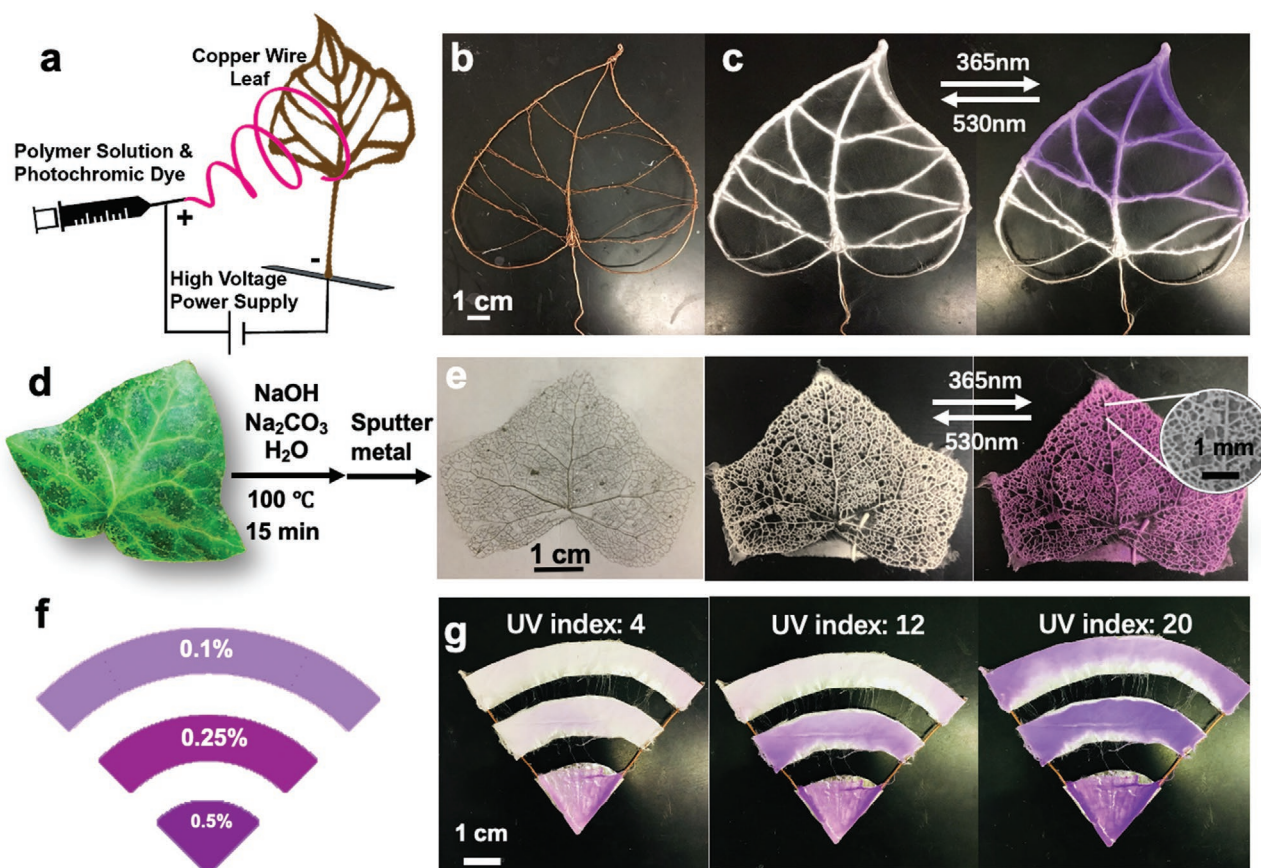 a
Copper Wire
Leaf
Polymer Solution &
Photochromic Dye
+
-
High Voltage
Power Supply
b
1 cm
c
365nm
530nm
d
NaOH
Na₂CO₃
H₂O
100 ℃
15 min
Sputter
metal
e
1 cm
365nm
530nm
1 mm
f
0.1%
0.25%
0.5%
g
UV index: 4
UV index: 12
UV index: 20
1 cm